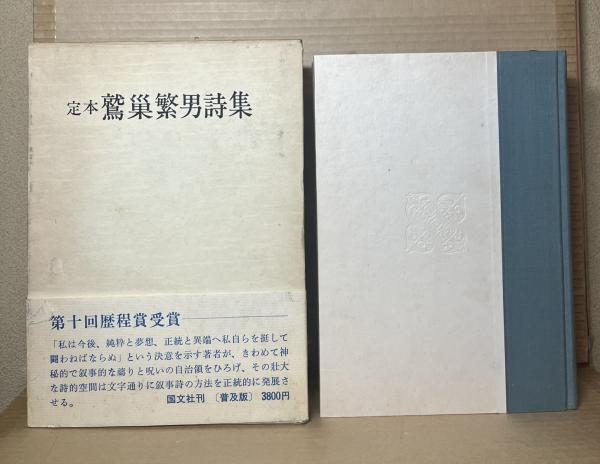 定本 鷲巣繁男詩集
第十回歴程賞受賞
「私は今後、純粋と夢想、正統と異端へ私自らを挺して
闘わねばならぬ」という決意を示す著者が、きわめて神
秘的で叙事的な禱りと呪いの自治領をひろげ、その壮大
な詩的空間は文字通りに叙事詩の方法を正統的に発展さ
せる。
国文社刊 〔普及版〕 3800円